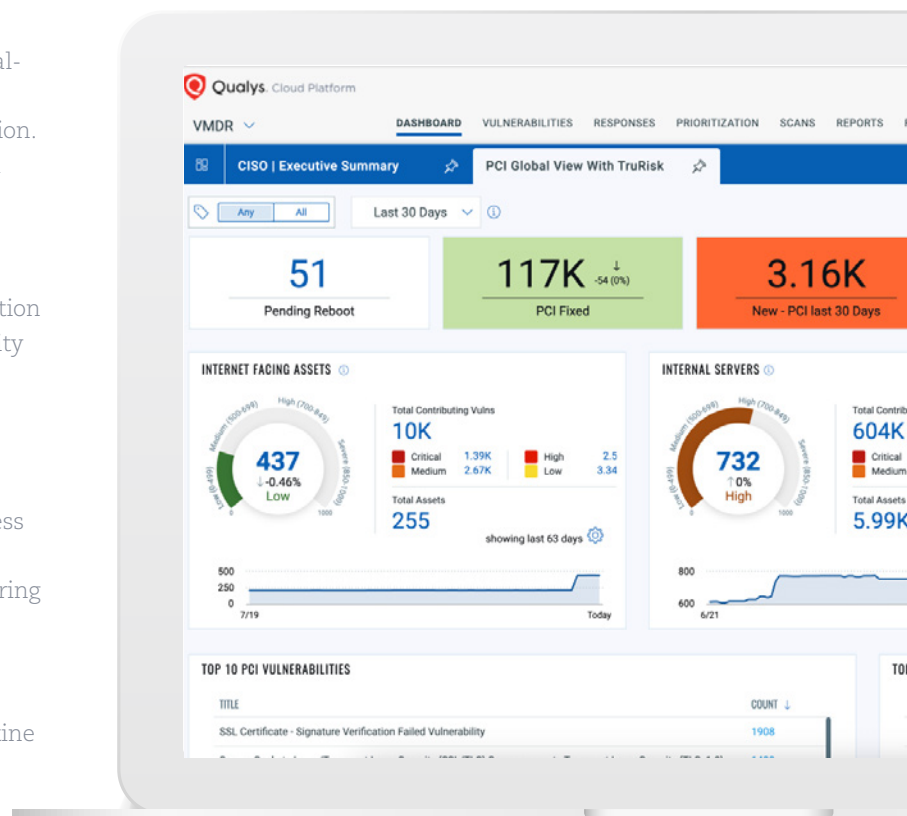 al-
ion.
tion
ity
ess
ring
ine
Qualys. Cloud Platform
VMDR
DASHBOARD VULNERABILITIES RESPONSES PRIORITIZATION SCANS REPORTS
CISO | Executive Summary
PCI Global View With TruRisk
Any All
Last 30 Days
51
Pending Reboot
117K ↓ -54 (0%)
PCI Fixed
3.16K
New - PCI last 30 Days
INTERNET FACING ASSETS
Low (0-499) Medium (500-699) High (700-849) Severe (850-1000)
437
↓-0.46%
Low
0 1000
Total Contributing Vulns
10K
Critical 1.39K High 2.5
Medium 2.67K Low 3.34
Total Assets
255
showing last 63 days
500
250
0
7/19 Today
INTERNAL SERVERS
Low (0-499) Medium (500-699) High (700-849) Severe (850-1000)
732
↑0%
High
0 1000
Total Contrib
604K
Critical
Medium
Total Assets
5.99K
800
600
6/21
TOP 10 PCI VULNERABILITIES
TITLE COUNT ↓
SSL Certificate - Signature Verification Failed Vulnerability 1908
TO